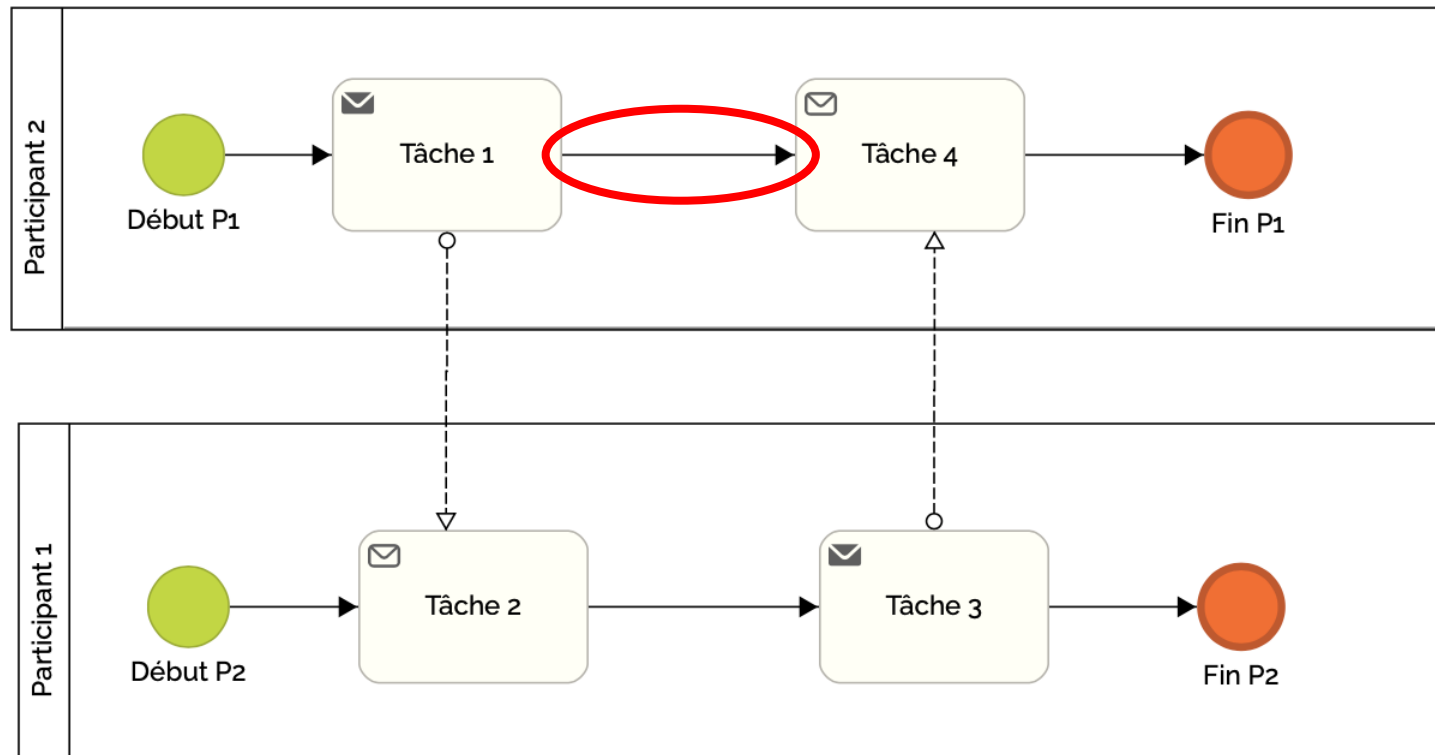 Participant 2
Début P1
Tâche 1
Tâche 4
Fin P1
Participant 1
Début P2
Tâche 2
Tâche 3
Fin P2